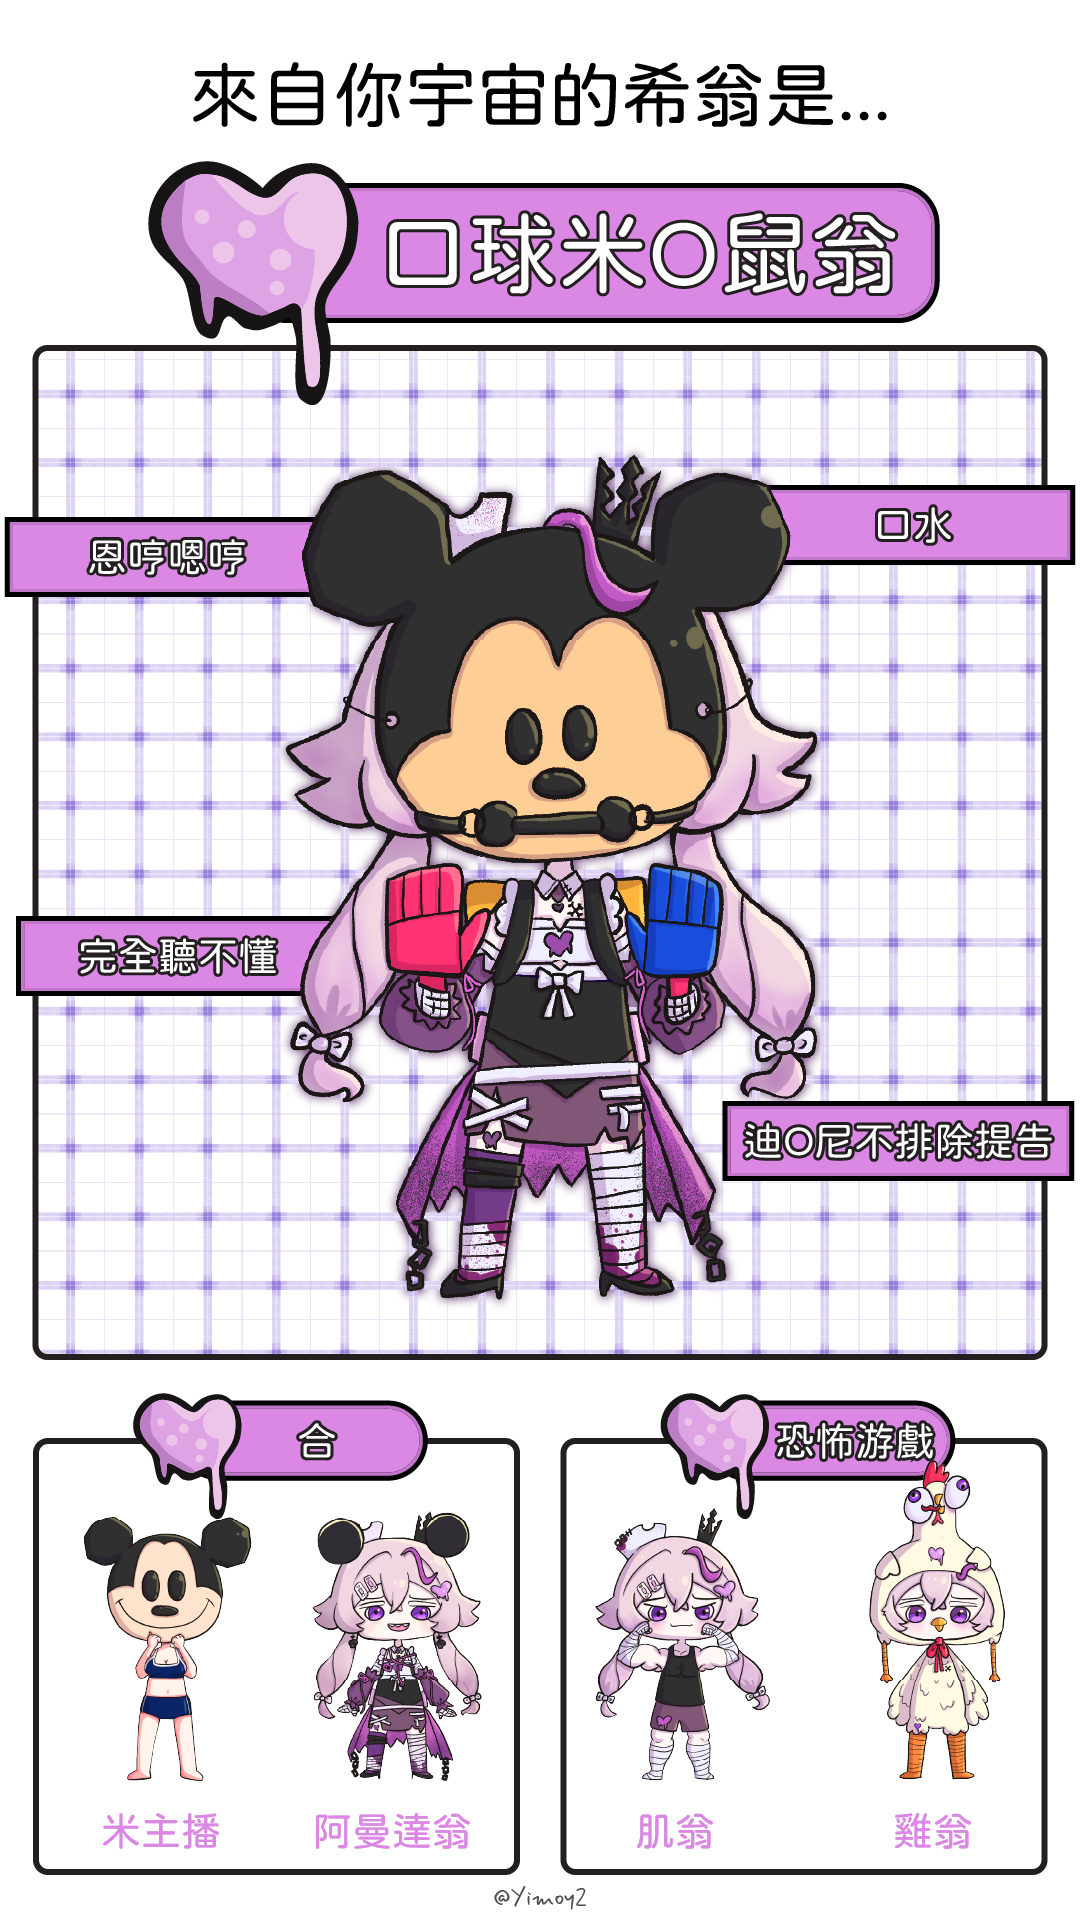 來自你宇宙的希翁是...
口球米O鼠翁
口水
恩哼嗯哼
完全聽不懂
迪O尼不排除提告
合
恐怖游戲
米主播
阿曼達翁
肌翁
雞翁
@Yimoy2